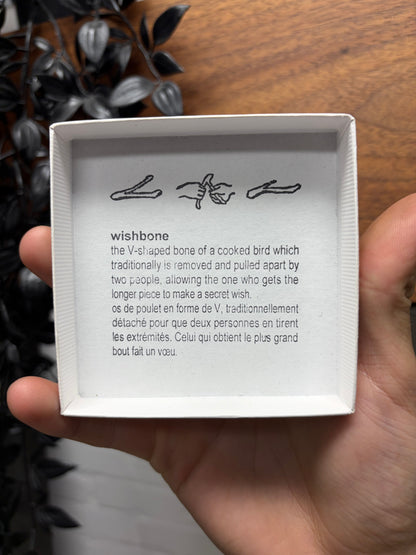 wishbone
the V-shaped bone of a cooked bird which
traditionally is removed and pulled apart by
two people, allowing the one who gets the
longer piece to make a secret wish.
os de poulet en forme de V, traditionnellement
détaché pour que deux personnes en tirent
les extrémités. Celui qui obtient le plus grand
bout fait un vœu.